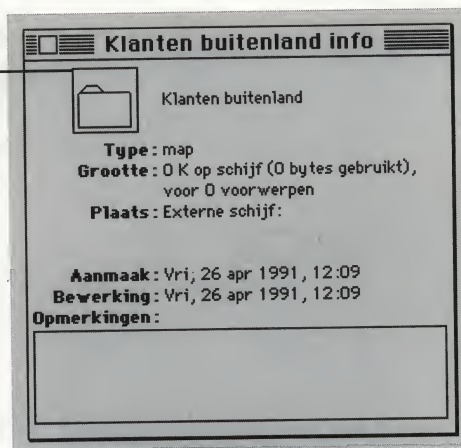 Klanten buitenland info
Klanten buitenland
Type: map
Grootte: 0 K op schijf (0 bytes gebruikt),
voor 0 voorwerpen
Plaats: Externe schijf:
Aanmaak: Vri, 26 apr 1991, 12:09
Bewerking: Vri, 26 apr 1991, 12:09
Opmerkingen: